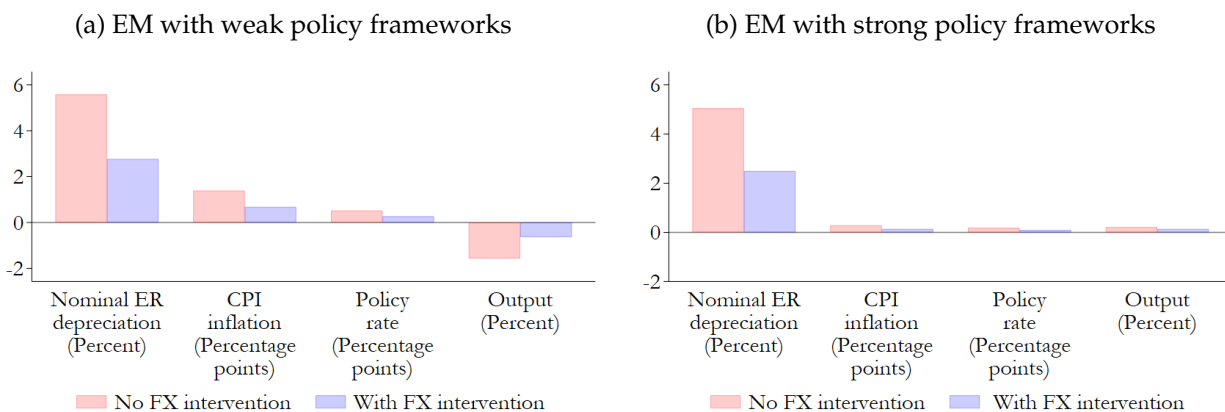 (a) EM with weak policy frameworks
6
4
2
0
-2
Nominal ER
depreciation
(Percent)
CPI
inflation
(Percentage
points)
Policy
rate
(Percentage
points)
Output
(Percent)
No FX intervention
With FX intervention
(b) EM with strong policy frameworks
6
4
2
0
-2
Nominal ER
depreciation
(Percent)
CPI
inflation
(Percentage
points)
Policy
rate
(Percentage
points)
Output
(Percent)
No FX intervention
With FX intervention